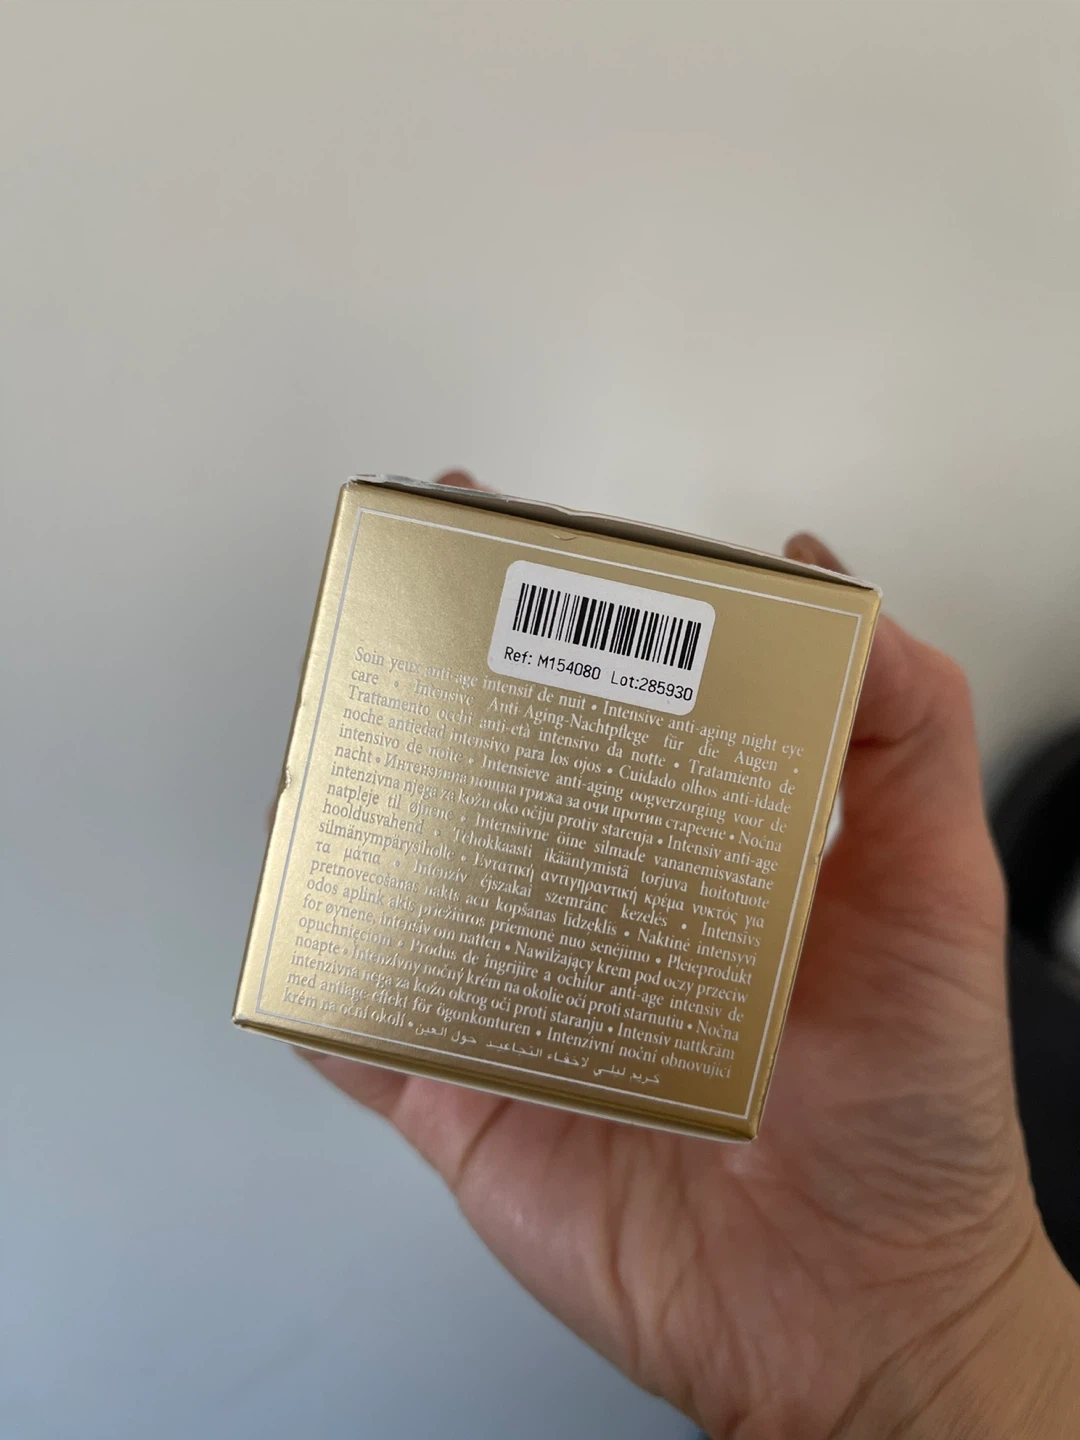 Ref: M154080 Lot:285930
Soin yeux anti-âge intensif de nuit • Intensive anti-aging night eye
care • Intensive Anti-Aging-Nachtpflege für die Augen •
Trattamento occhi anti-età intensivo da notte • Tratamiento de
noche antiedad intensivo para los ojos • Cuidado olhos anti-idade
intensivo de noite • Intensieve anti-aging oogverzorging voor de
nacht • Интензивна нощна грижа за очи против стареене • Noćna
intenzivna njega za kožu oko očiju protiv starenja • Intensiv anti-age
natpleje til øjnene • Intensiivne öine silmade vananemisvastane
hooldusvahend • Tehokkaasti ikääntymistä torjuva hoitotuote
silmänympärysiholle • Εντατική αντιγηραντική κρέμα νυκτός για
τα μάτια • Intenzív éjszakai szemránc kezelés • Intensīvs
pretnovecošanas nakts acu kopšanas līdzeklis • Naktinė intensyvi
odos aplink akis priežiūros priemonė nuo senėjimo • Pleieprodukt
for øynene, intensiv om natten • Nawilżający krem pod oczy przeciw
opuchnięciom • Produs de îngrijire a ochilor anti-age intensiv de
noapte • Intenzívny nočný krém na okolie očí proti starnutiu • Nočna
intenzivna nega za kožo okrog oči proti staranju • Intensiv nattkräm
med antiage effekt för ögonkonturen • Intenzivní noční obnovující
krém na oční okolí • كريم ليلي لاخفاء التجاعيد حول العين